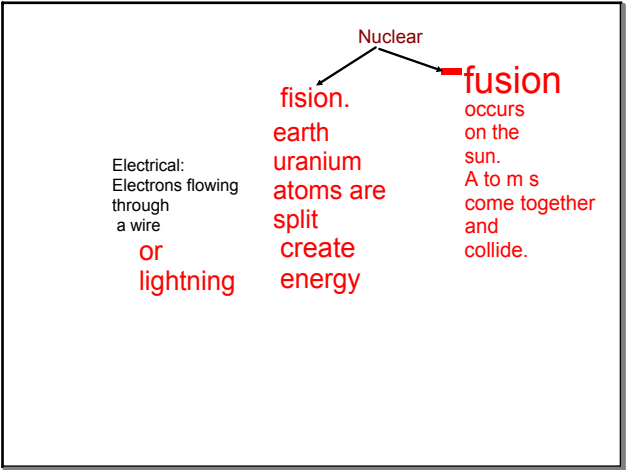 Nuclear
fision.
earth
uranium
atoms are
split
create
energy
fusion
occurs
on the
sun.
A to m s
come together
and
collide.
Electrical:
Electrons flowing
through
a wire
or
lightning